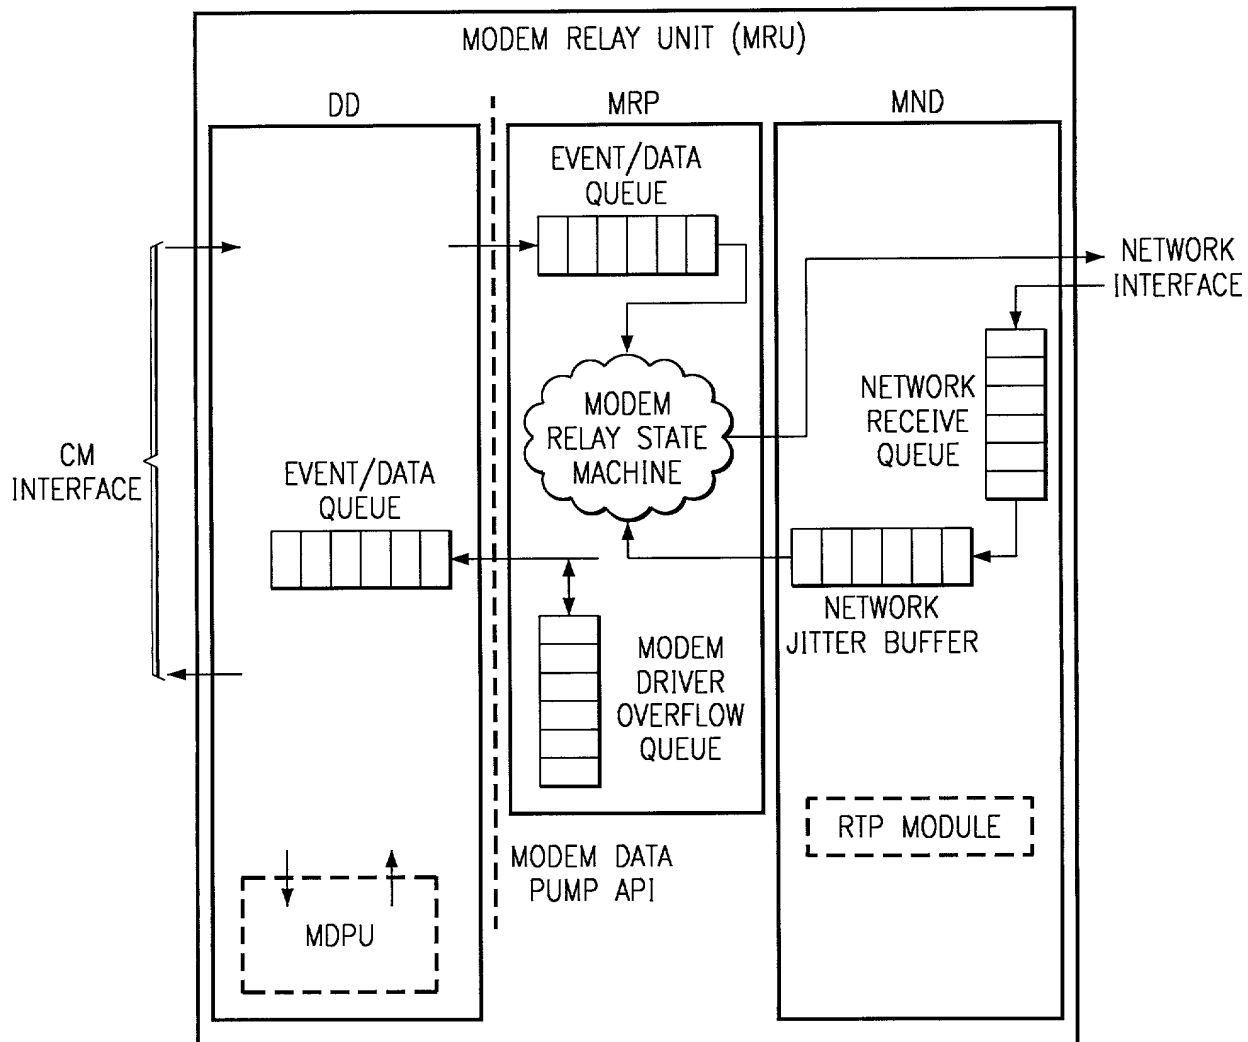 MODEM RELAY UNIT (MRU)
DD
MRP
MND
EVENT/DATA
QUEUE
NETWORK
INTERFACE
MODEM
RELAY STATE
MACHINE
NETWORK
RECEIVE
QUEUE
CM
INTERFACE
EVENT/DATA
QUEUE
NETWORK
JITTER BUFFER
MODEM
DRIVER
OVERFLOW
QUEUE
RTP MODULE
MODEM DATA
PUMP API
MDPU